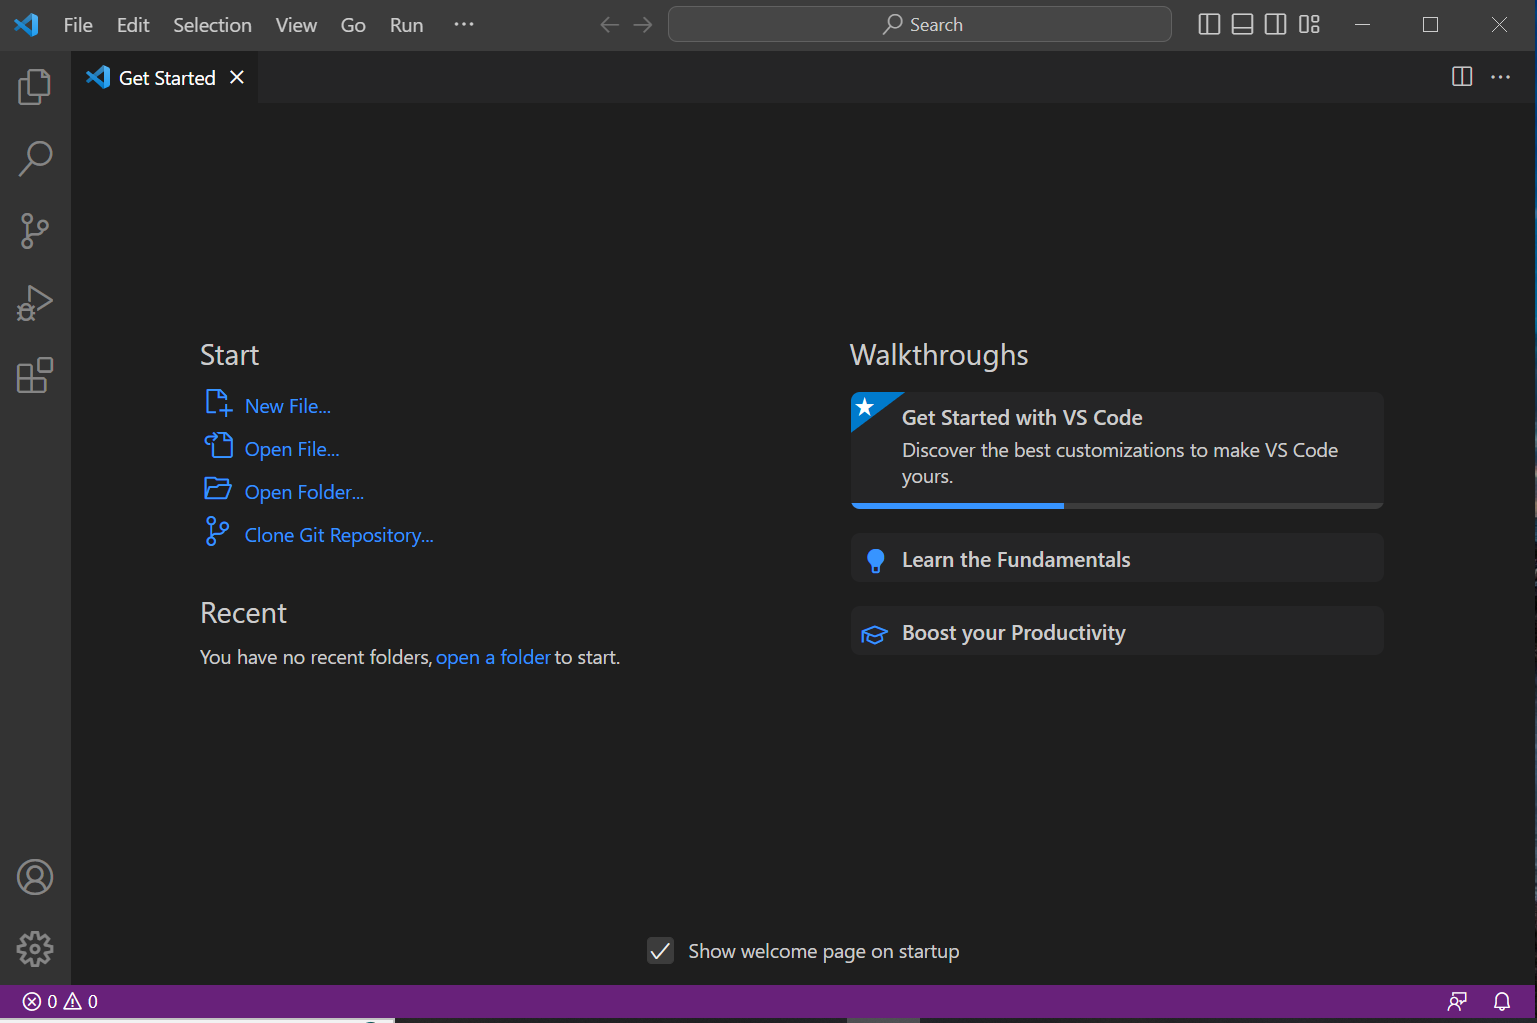 File Edit Selection View Go Run ···
Search
Get Started
Start
New File...
Open File...
Open Folder...
Clone Git Repository...
Recent
You have no recent folders, open a folder to start.
Walkthroughs
Get Started with VS Code
Discover the best customizations to make VS Code
yours.
Learn the Fundamentals
Boost your Productivity
Show welcome page on startup
0 0